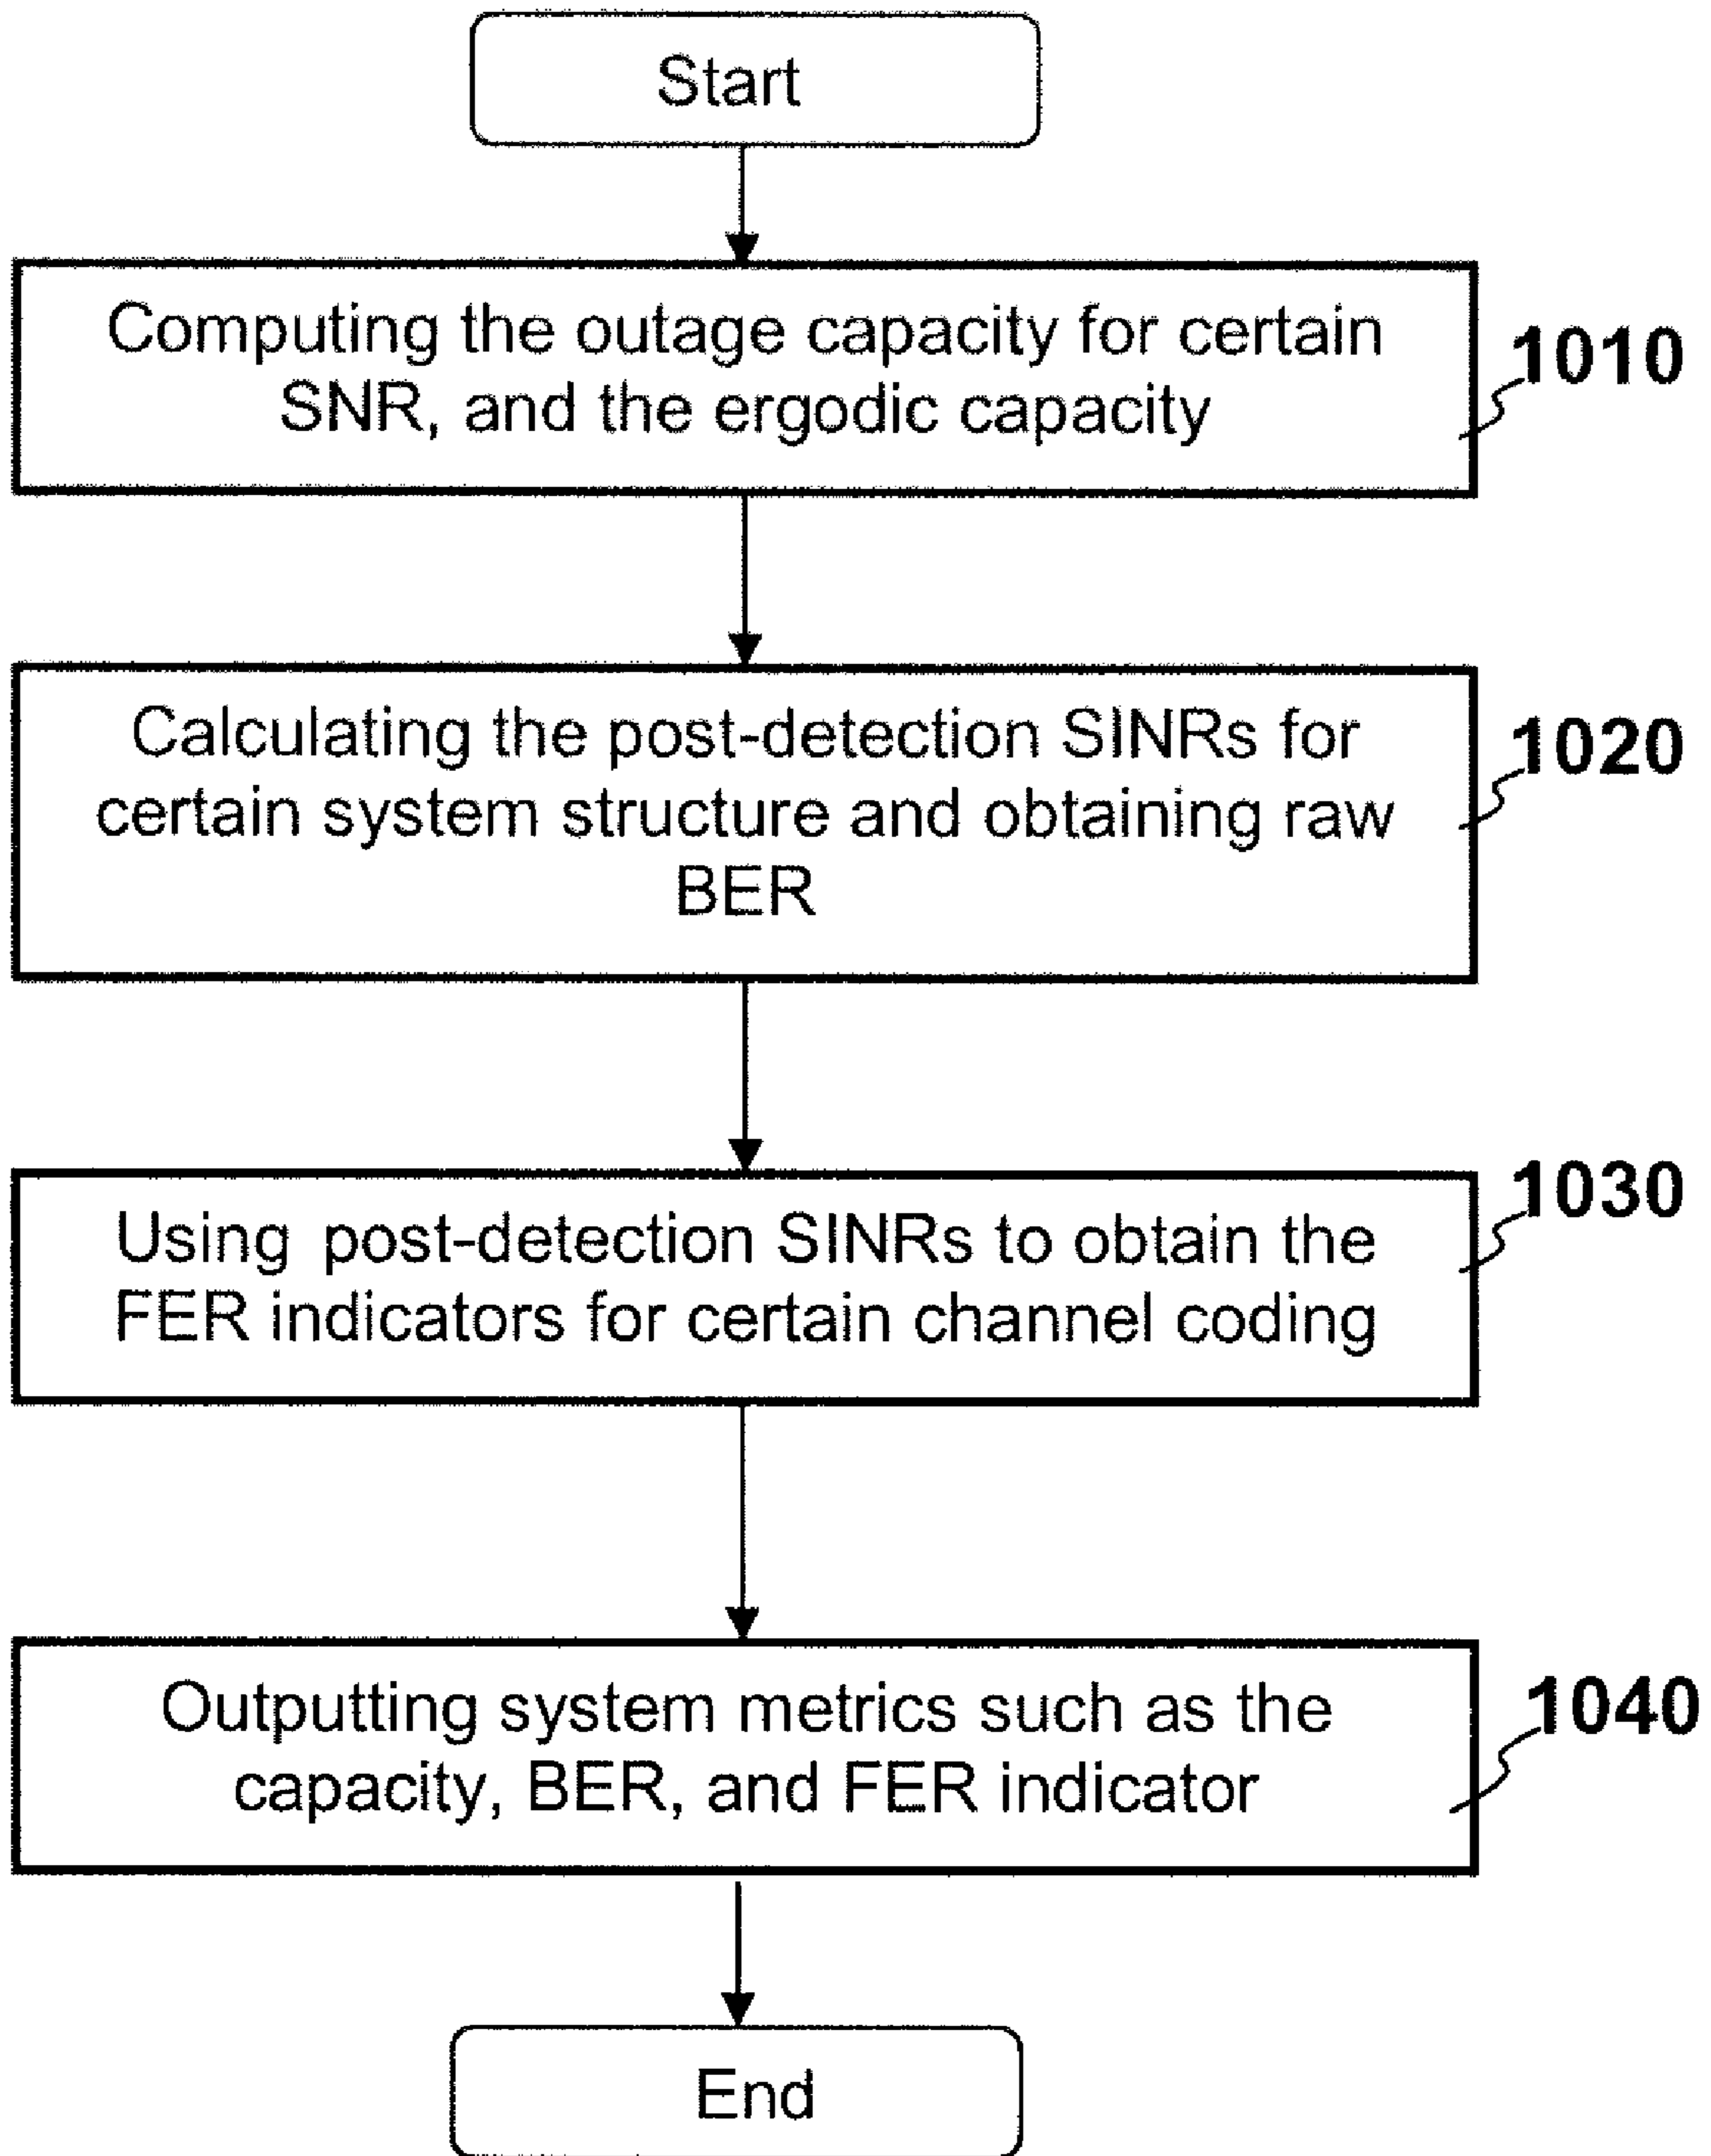 Start
Computing the outage capacity for certain
SNR, and the ergodic capacity
1010
Calculating the post-detection SINRs for
certain system structure and obtaining raw
BER
1020
Using post-detection SINRs to obtain the
FER indicators for certain channel coding
1030
Outputting system metrics such as the
capacity, BER, and FER indicator
1040
End